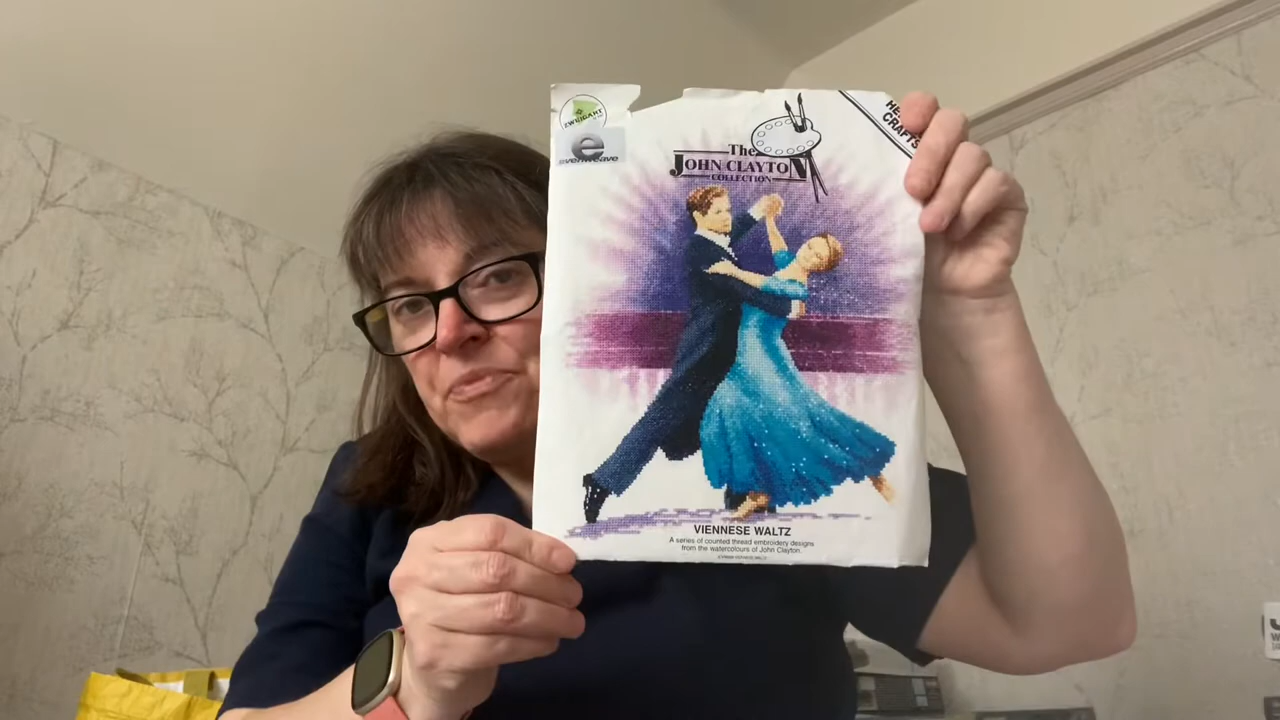 ZWEIGART
e
evenweave
The
JOHN CLAYTON
COLLECTION
CRAFTS
VIENNESE WALTZ
A series of counted thread embroidery designs
from the watercolours of John Clayton.